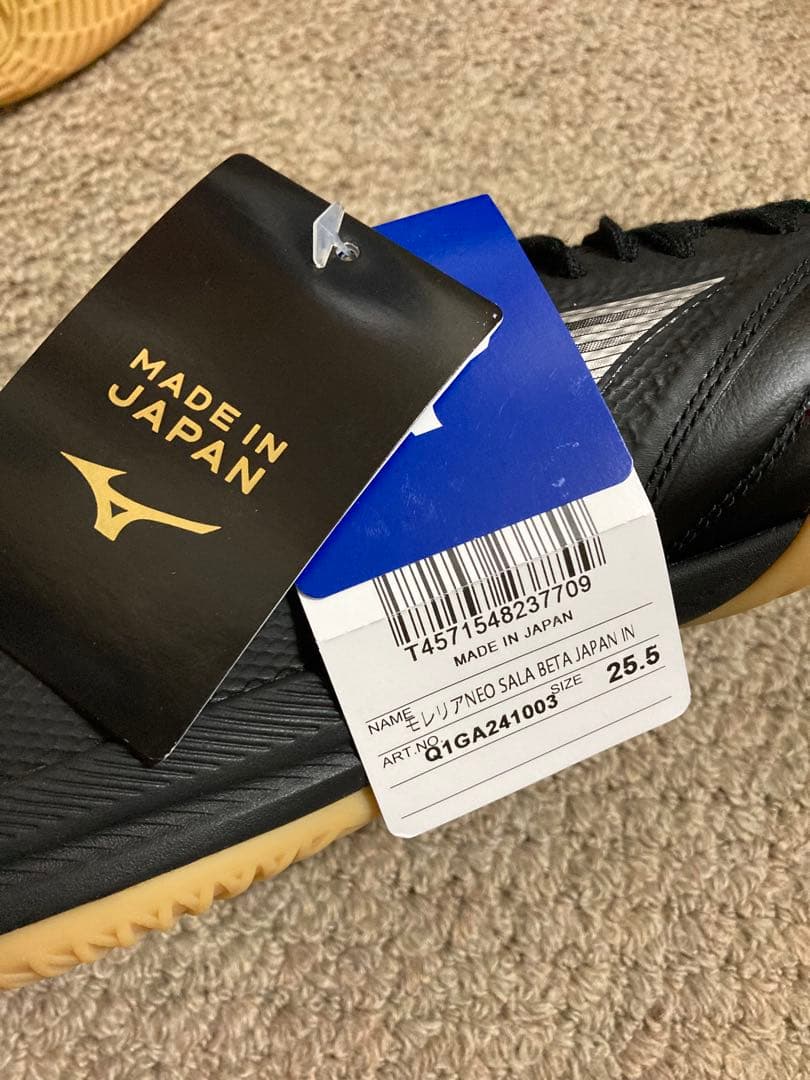 MADE IN
JAPAN
T4571548237709
MADE IN JAPAN
NAME モレリアNEO SALA BETA JAPAN IN
ART.NO. Q1GA241003 SIZE 25.5